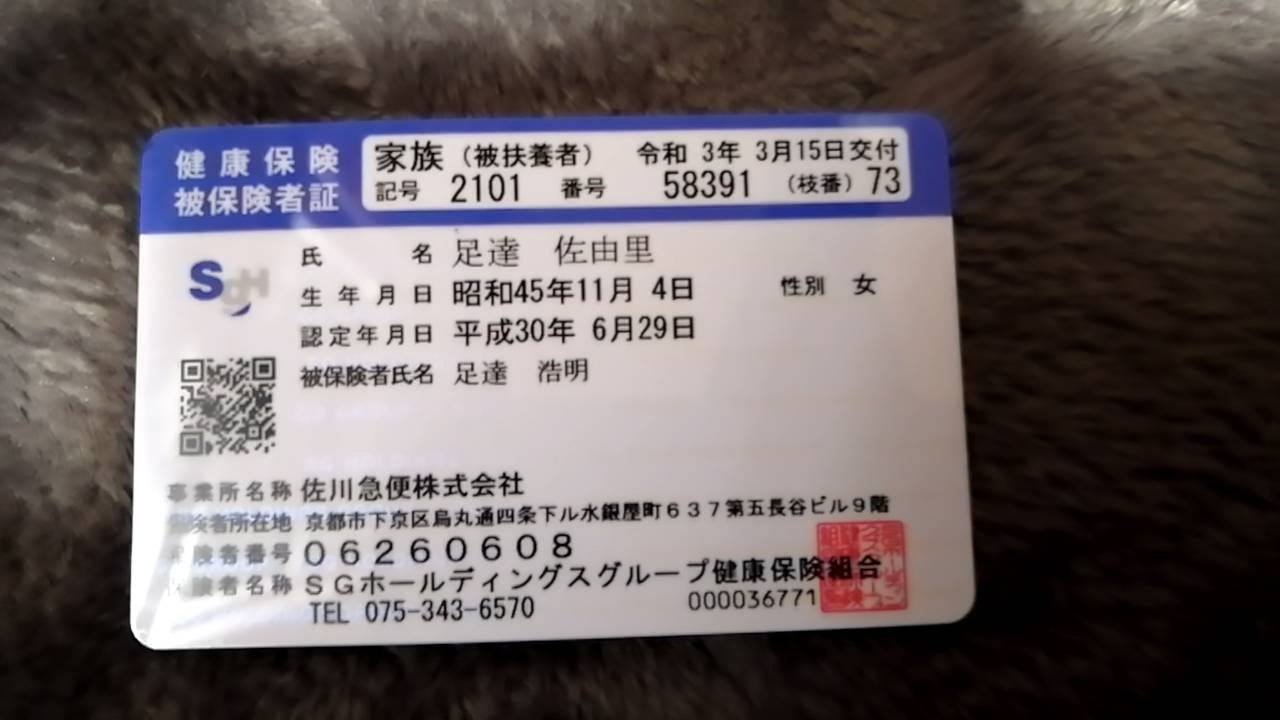 健康保険
被保険者証
家族（被扶養者） 令和 3年 3月15日交付
記号 2101 番号 58391 （枝番）73
SGH
氏名 足達 佐由里
生年月日 昭和45年11月 4日 性別 女
認定年月日 平成30年 6月29日
被保険者氏名 足達 浩明
事業所名称 佐川急便株式会社
保険者所在地 京都市下京区烏丸通四条下ル水銀屋町637第五長谷ビル9階
保険者番号 06260608
保険者名称 SGホールディングスグループ健康保険組合
TEL 075-343-6570 000036771